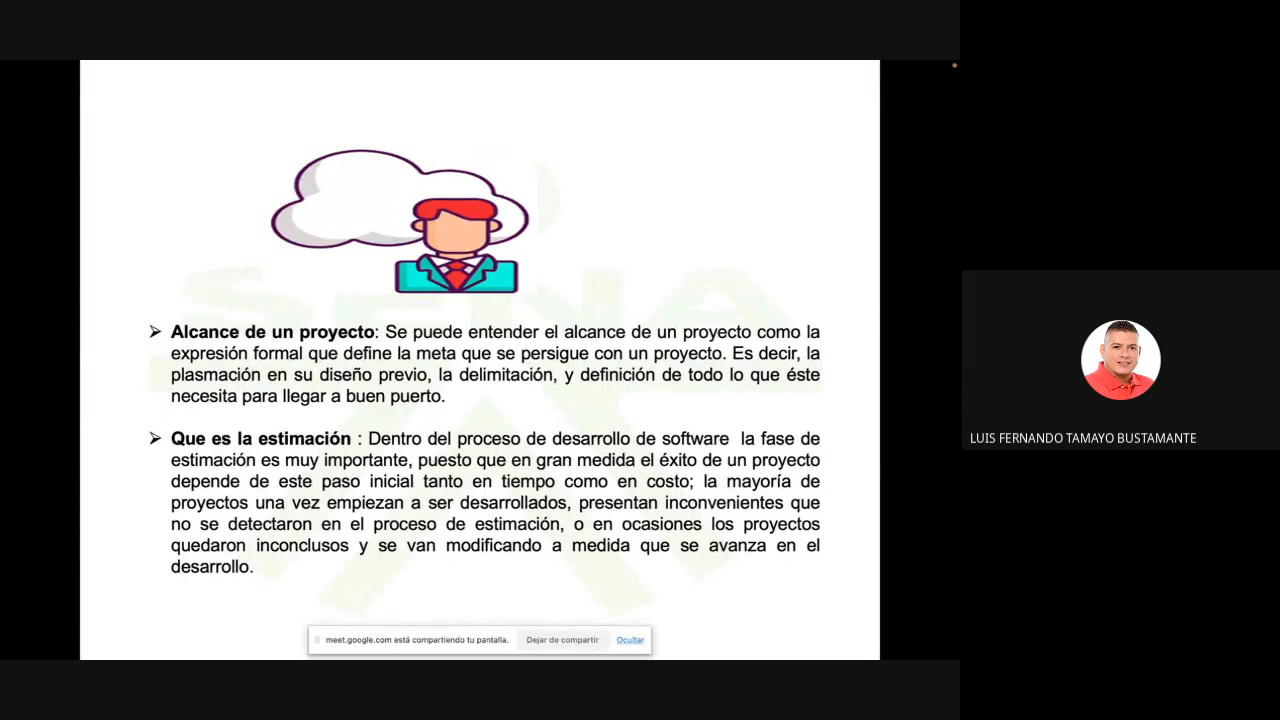 SENA
➢ Alcance de un proyecto: Se puede entender el alcance de un proyecto como la
expresión formal que define la meta que se persigue con un proyecto. Es decir, la
plasmación en su diseño previo, la delimitación, y definición de todo lo que éste
necesita para llegar a buen puerto.
➢ Que es la estimación : Dentro del proceso de desarrollo de software la fase de
estimación es muy importante, puesto que en gran medida el éxito de un proyecto
depende de este paso inicial tanto en tiempo como en costo; la mayoría de
proyectos una vez empiezan a ser desarrollados, presentan inconvenientes que
no se detectaron en el proceso de estimación, o en ocasiones los proyectos
quedaron inconclusos y se van modificando a medida que se avanza en el
desarrollo.
meet.google.com está compartiendo tu pantalla. Dejar de compartir Ocultar
LUIS FERNANDO TAMAYO BUSTAMANTE